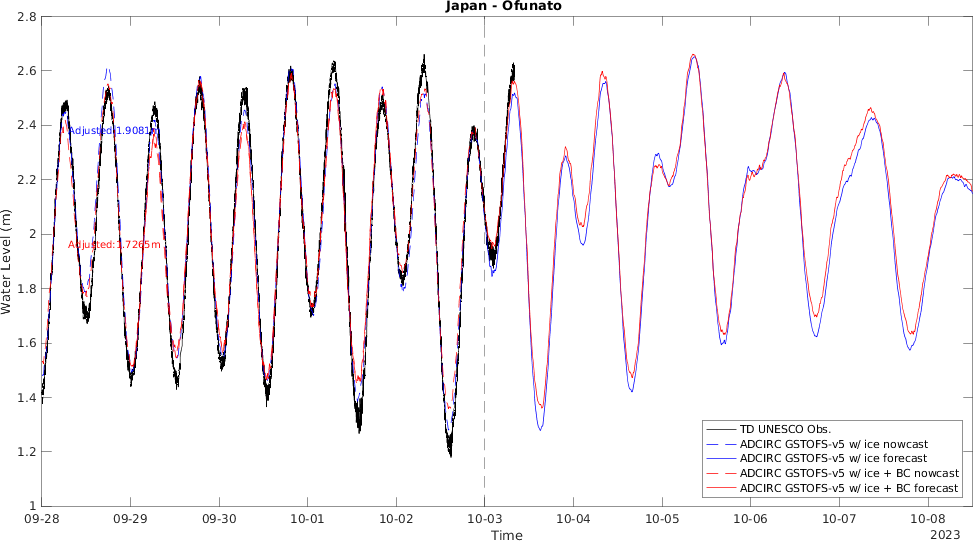 Japan - Ofunato
Water Level (m)
2.8
2.6
2.4
2.2
2
1.8
1.6
1.4
1.2
1
Adjusted:1.9081m
Adjusted:1.7265m
TD UNESCO Obs.
ADCIRC GSTOFS-v5 w/ ice nowcast
ADCIRC GSTOFS-v5 w/ ice forecast
ADCIRC GSTOFS-v5 w/ ice + BC nowcast
ADCIRC GSTOFS-v5 w/ ice + BC forecast
09-28 09-29 09-30 10-01 10-02 10-03 10-04 10-05 10-06 10-07 10-08
2023
Time